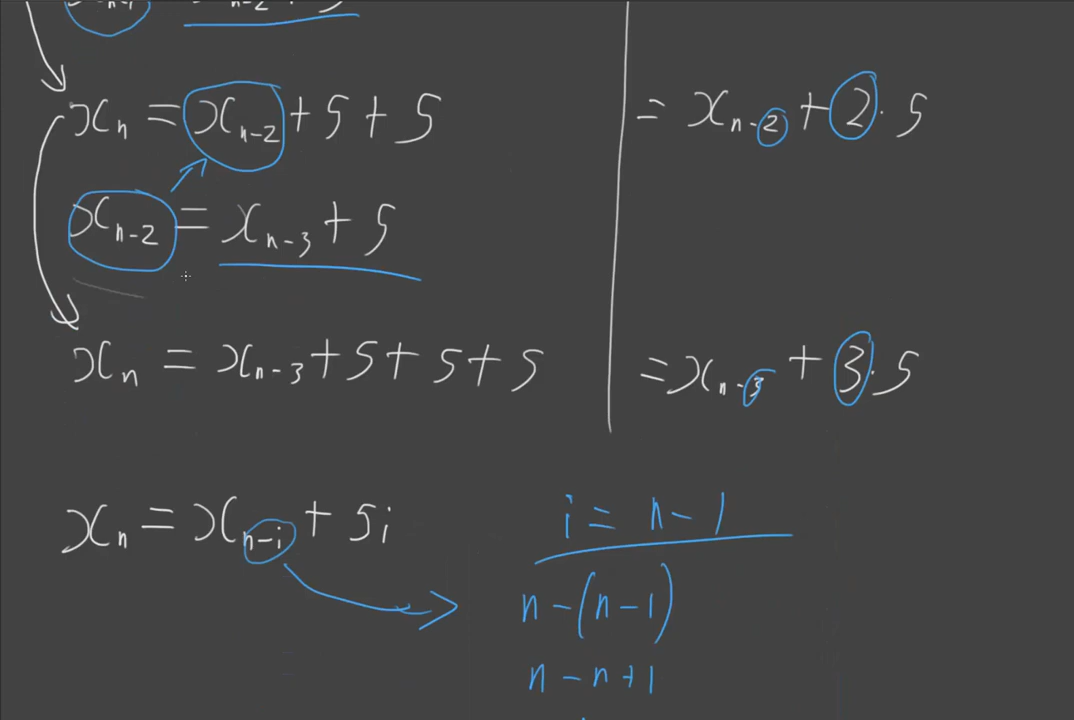 xₙ = xₙ₋₂ + 5 + 5
= xₙ₋₂ + 2 · 5
xₙ₋₂ = xₙ₋₃ + 5
xₙ = xₙ₋₃ + 5 + 5 + 5
= xₙ₋₃ + 3 · 5
xₙ = xₙ₋ᵢ + 5i
i = n - 1
n - (n - 1)
n - n + 1